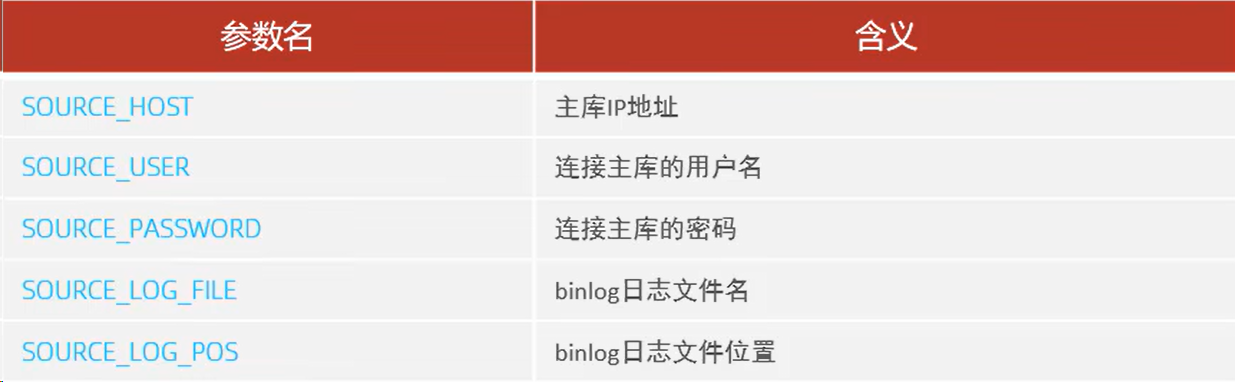 参数名 含义
SOURCE_HOST 主库IP地址
SOURCE_USER 连接主库的用户名
SOURCE_PASSWORD 连接主库的密码
SOURCE_LOG_FILE binlog日志文件名
SOURCE_LOG_POS binlog日志文件位置